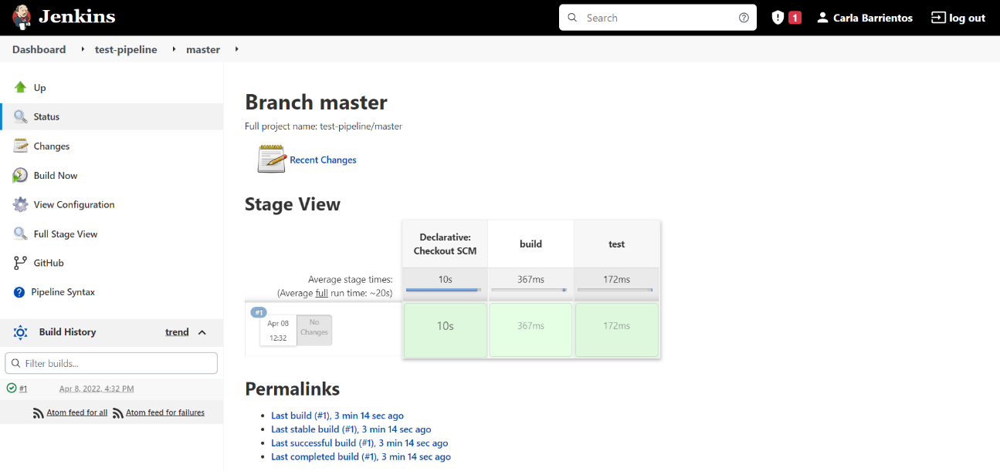 Jenkins
Search
1
Carla Barrientos
log out
Dashboard
test-pipeline
master
Up
Status
Changes
Build Now
View Configuration
Full Stage View
GitHub
Pipeline Syntax
Build History
trend
Filter builds...
#1
Apr 8, 2022, 4:32 PM
Atom feed for all
Atom feed for failures
Branch master
Full project name: test-pipeline/master
Recent Changes
Stage View
Declarative:
Checkout SCM
build
test
Average stage times:
(Average full run time: ~20s)
10s
367ms
172ms
#1
Apr 08
12:32
No
Changes
10s
367ms
172ms
Permalinks
Last build (#1), 3 min 14 sec ago
Last stable build (#1), 3 min 14 sec ago
Last successful build (#1), 3 min 14 sec ago
Last completed build (#1), 3 min 14 sec ago